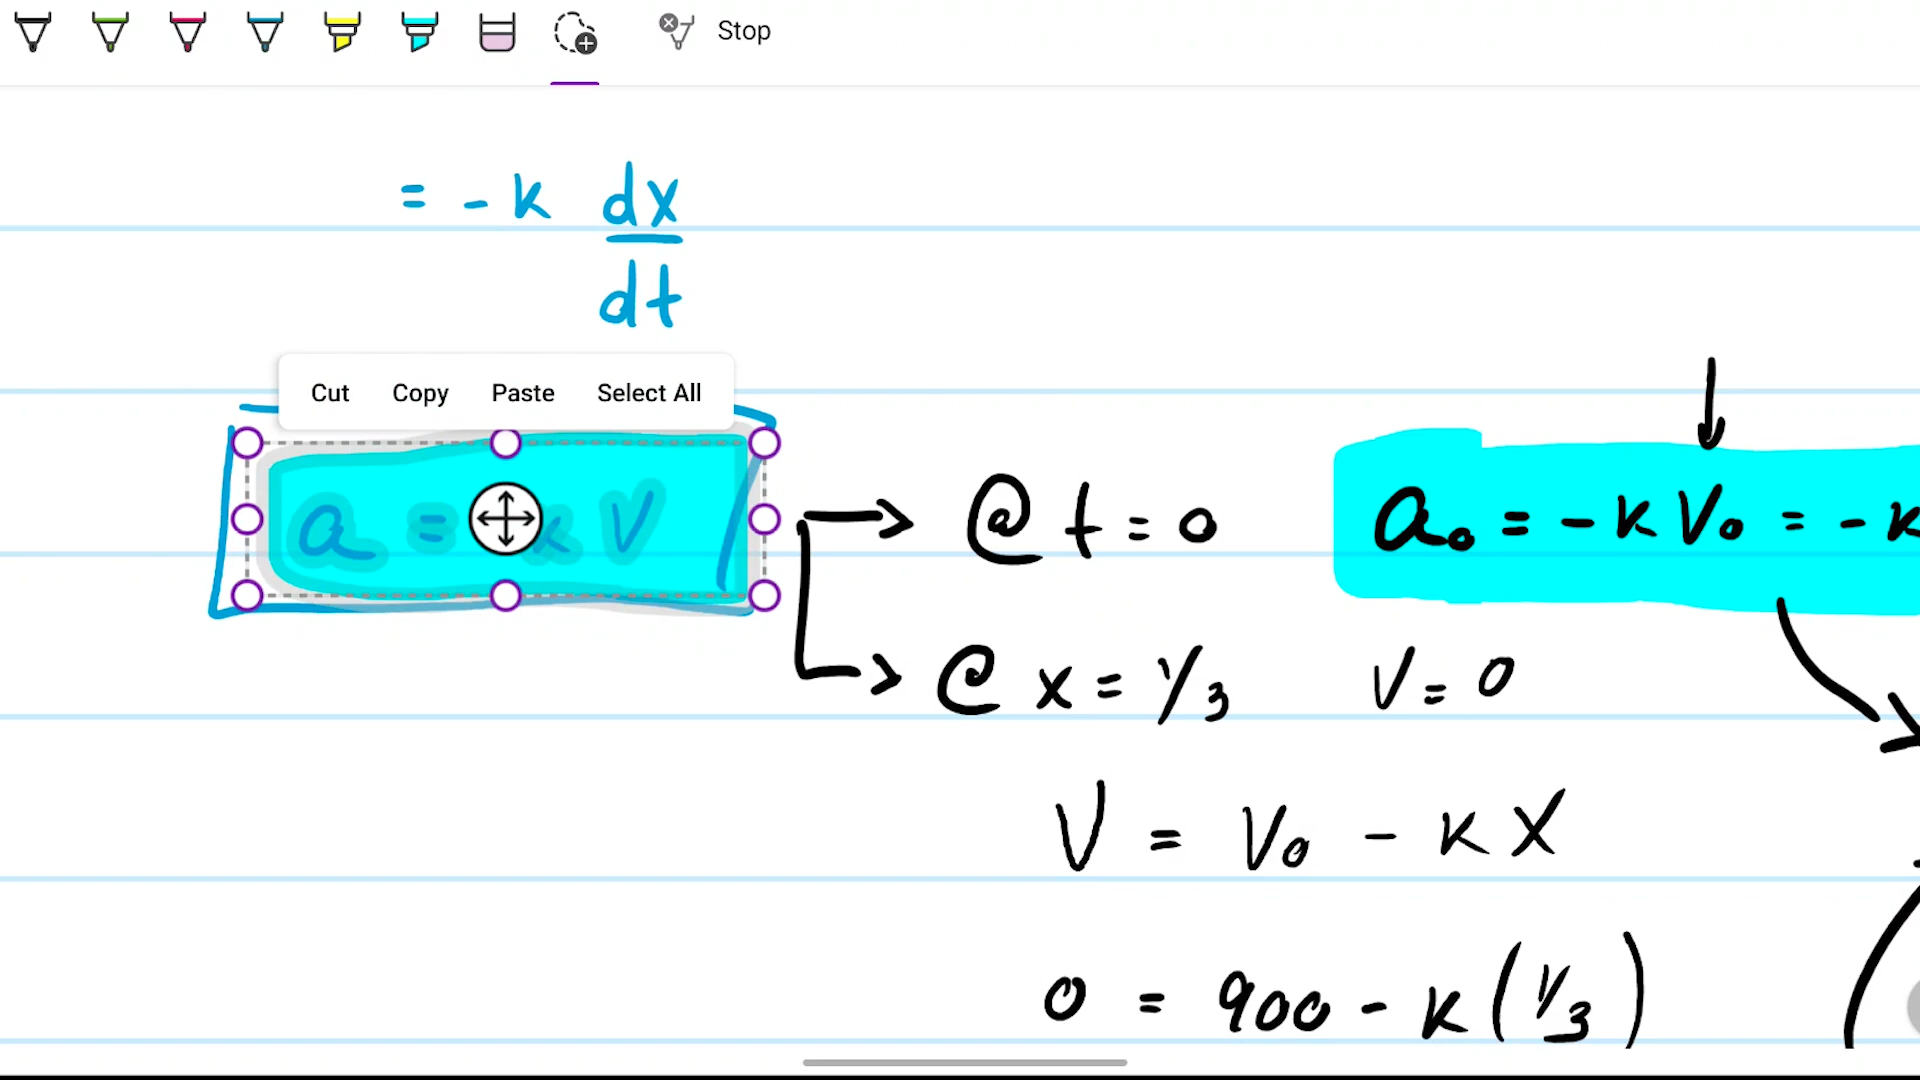 Stop
= - k dx
dt
Cut Copy Paste Select All
a = k V
@ t = 0
a₀ = - k V₀ = - k
@ x = 1/3 V = 0
V = V₀ - k X
0 = 900 - k (1/3)